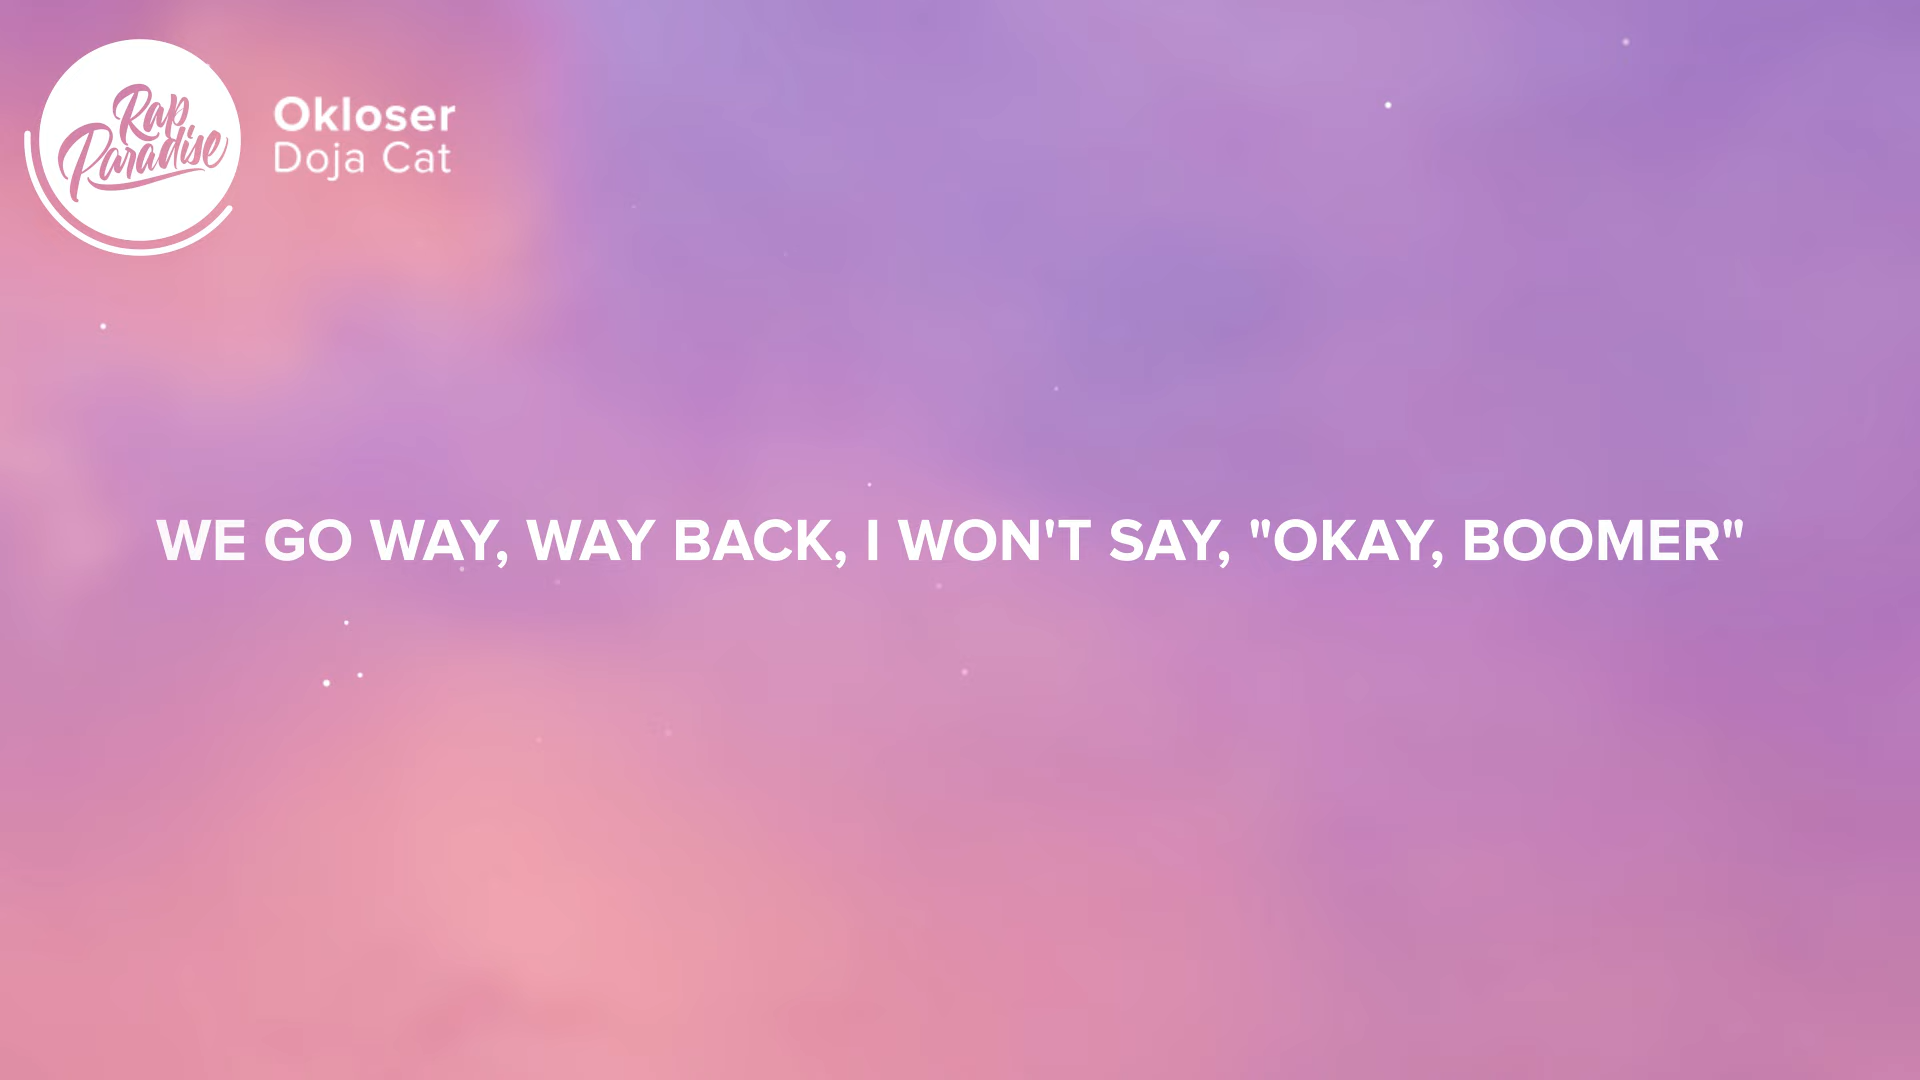 Rap
Paradise
Okloser
Doja Cat
WE GO WAY, WAY BACK, I WON'T SAY, "OKAY, BOOMER"